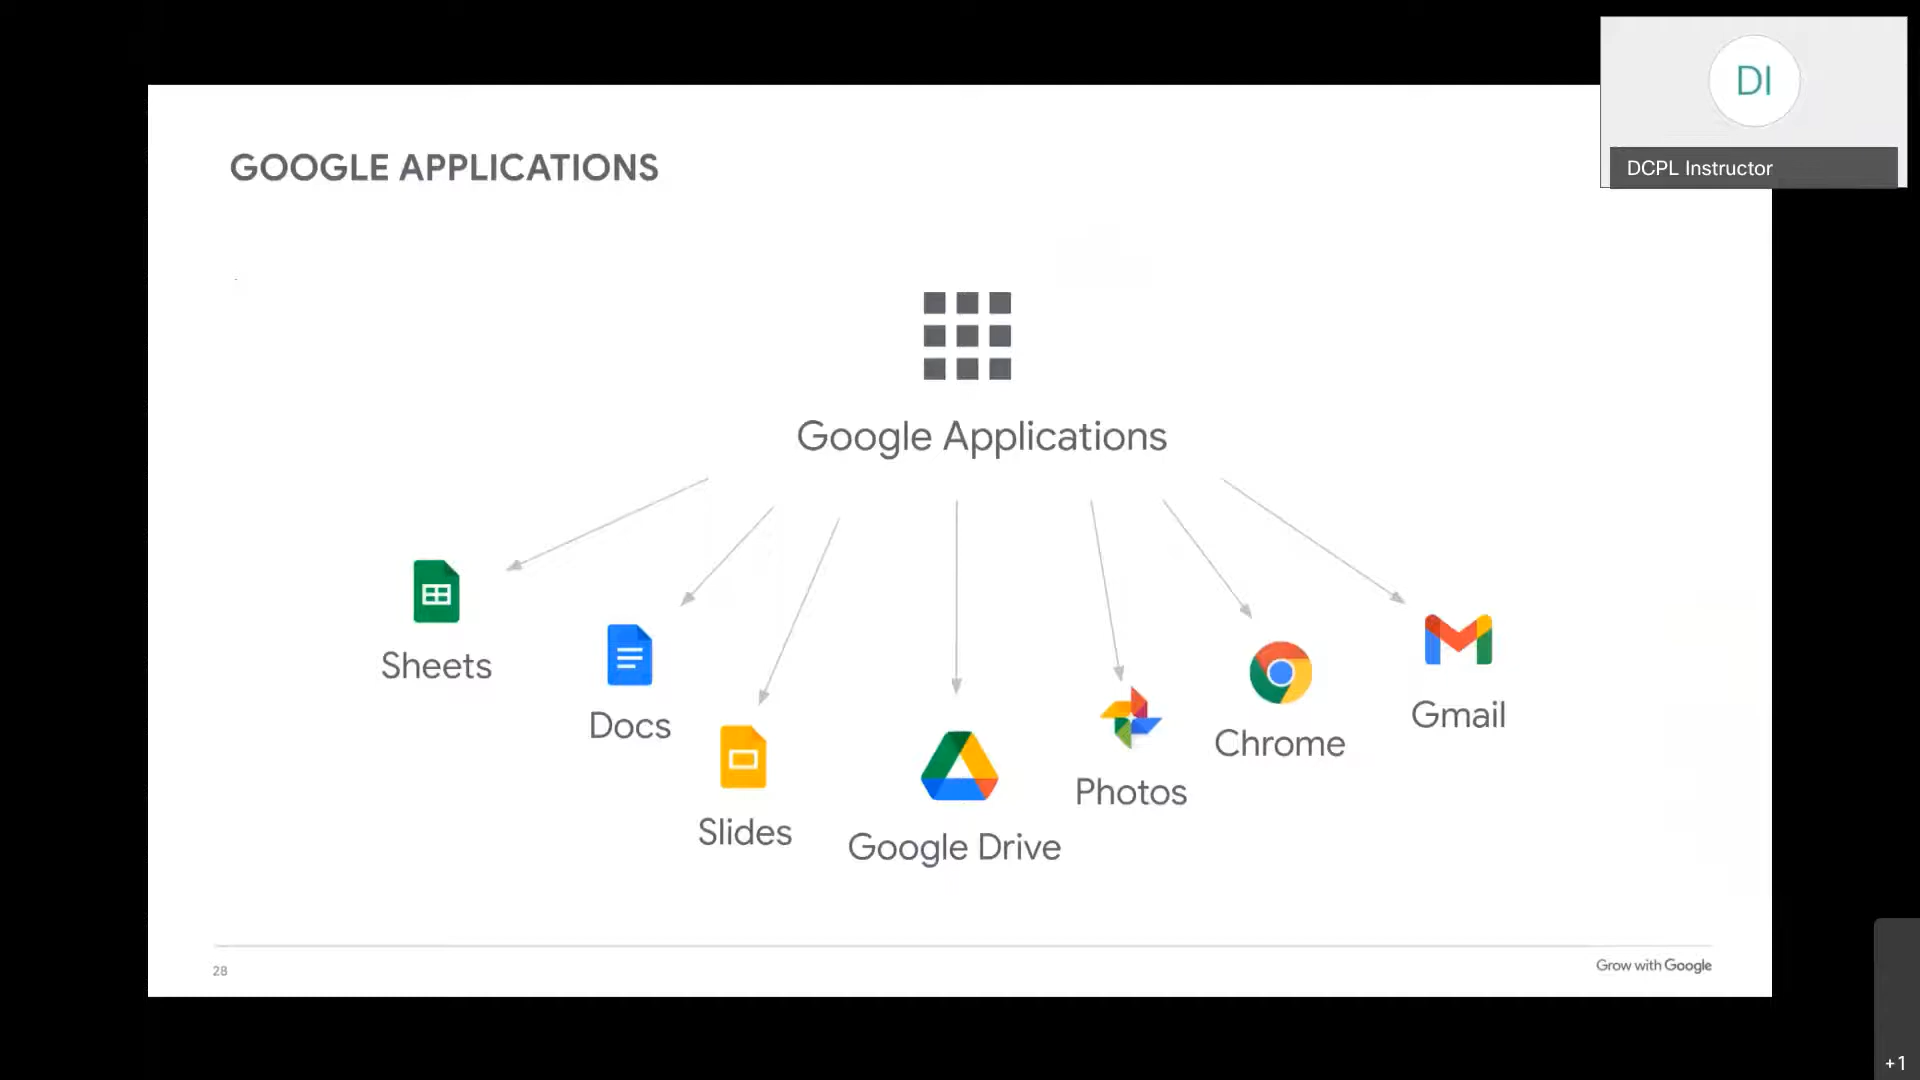 DI
DCPL Instructor
GOOGLE APPLICATIONS
Google Applications
Sheets
Docs
Slides
Google Drive
Photos
Chrome
Gmail
28
Grow with Google
+1